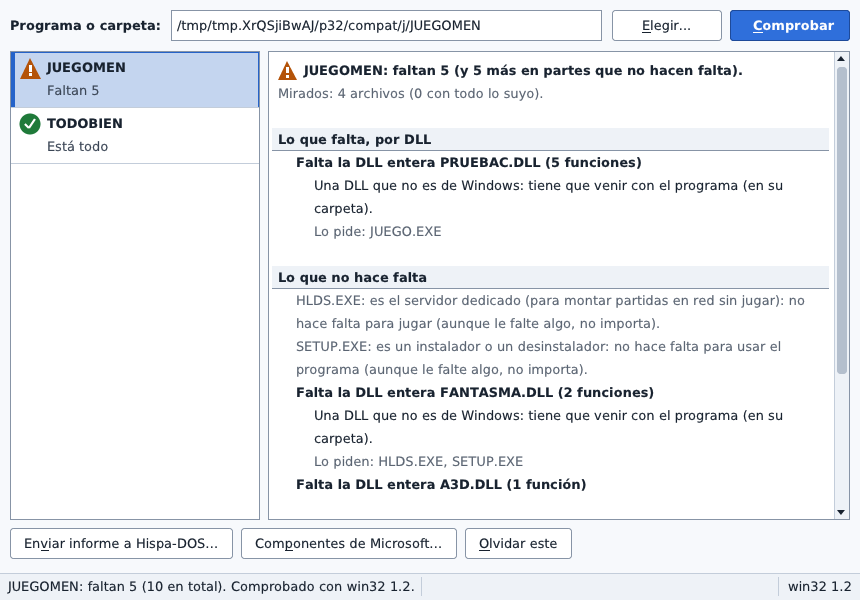 Programa o carpeta:
/tmp/tmp.XrQSjiBwAJ/p32/compat/j/JUEGOMEN
Elegir...
Comprobar
JUEGOMEN
Faltan 5
TODOBIEN
Está todo
JUEGOMEN: faltan 5 (y 5 más en partes que no hacen falta).
Mirados: 4 archivos (0 con todo lo suyo).
Lo que falta, por DLL
Falta la DLL entera PRUEBAC.DLL (5 funciones)
Una DLL que no es de Windows: tiene que venir con el programa (en su
carpeta).
Lo pide: JUEGO.EXE
Lo que no hace falta
HLDS.EXE: es el servidor dedicado (para montar partidas en red sin jugar): no
hace falta para jugar (aunque le falte algo, no importa).
SETUP.EXE: es un instalador o un desinstalador: no hace falta para usar el
programa (aunque le falte algo, no importa).
Falta la DLL entera FANTASMA.DLL (2 funciones)
Una DLL que no es de Windows: tiene que venir con el programa (en su
carpeta).
Lo piden: HLDS.EXE, SETUP.EXE
Falta la DLL entera A3D.DLL (1 función)
Enviar informe a Hispa-DOS...
Componentes de Microsoft...
Olvidar este
JUEGOMEN: faltan 5 (10 en total). Comprobado con win32 1.2.
win32 1.2